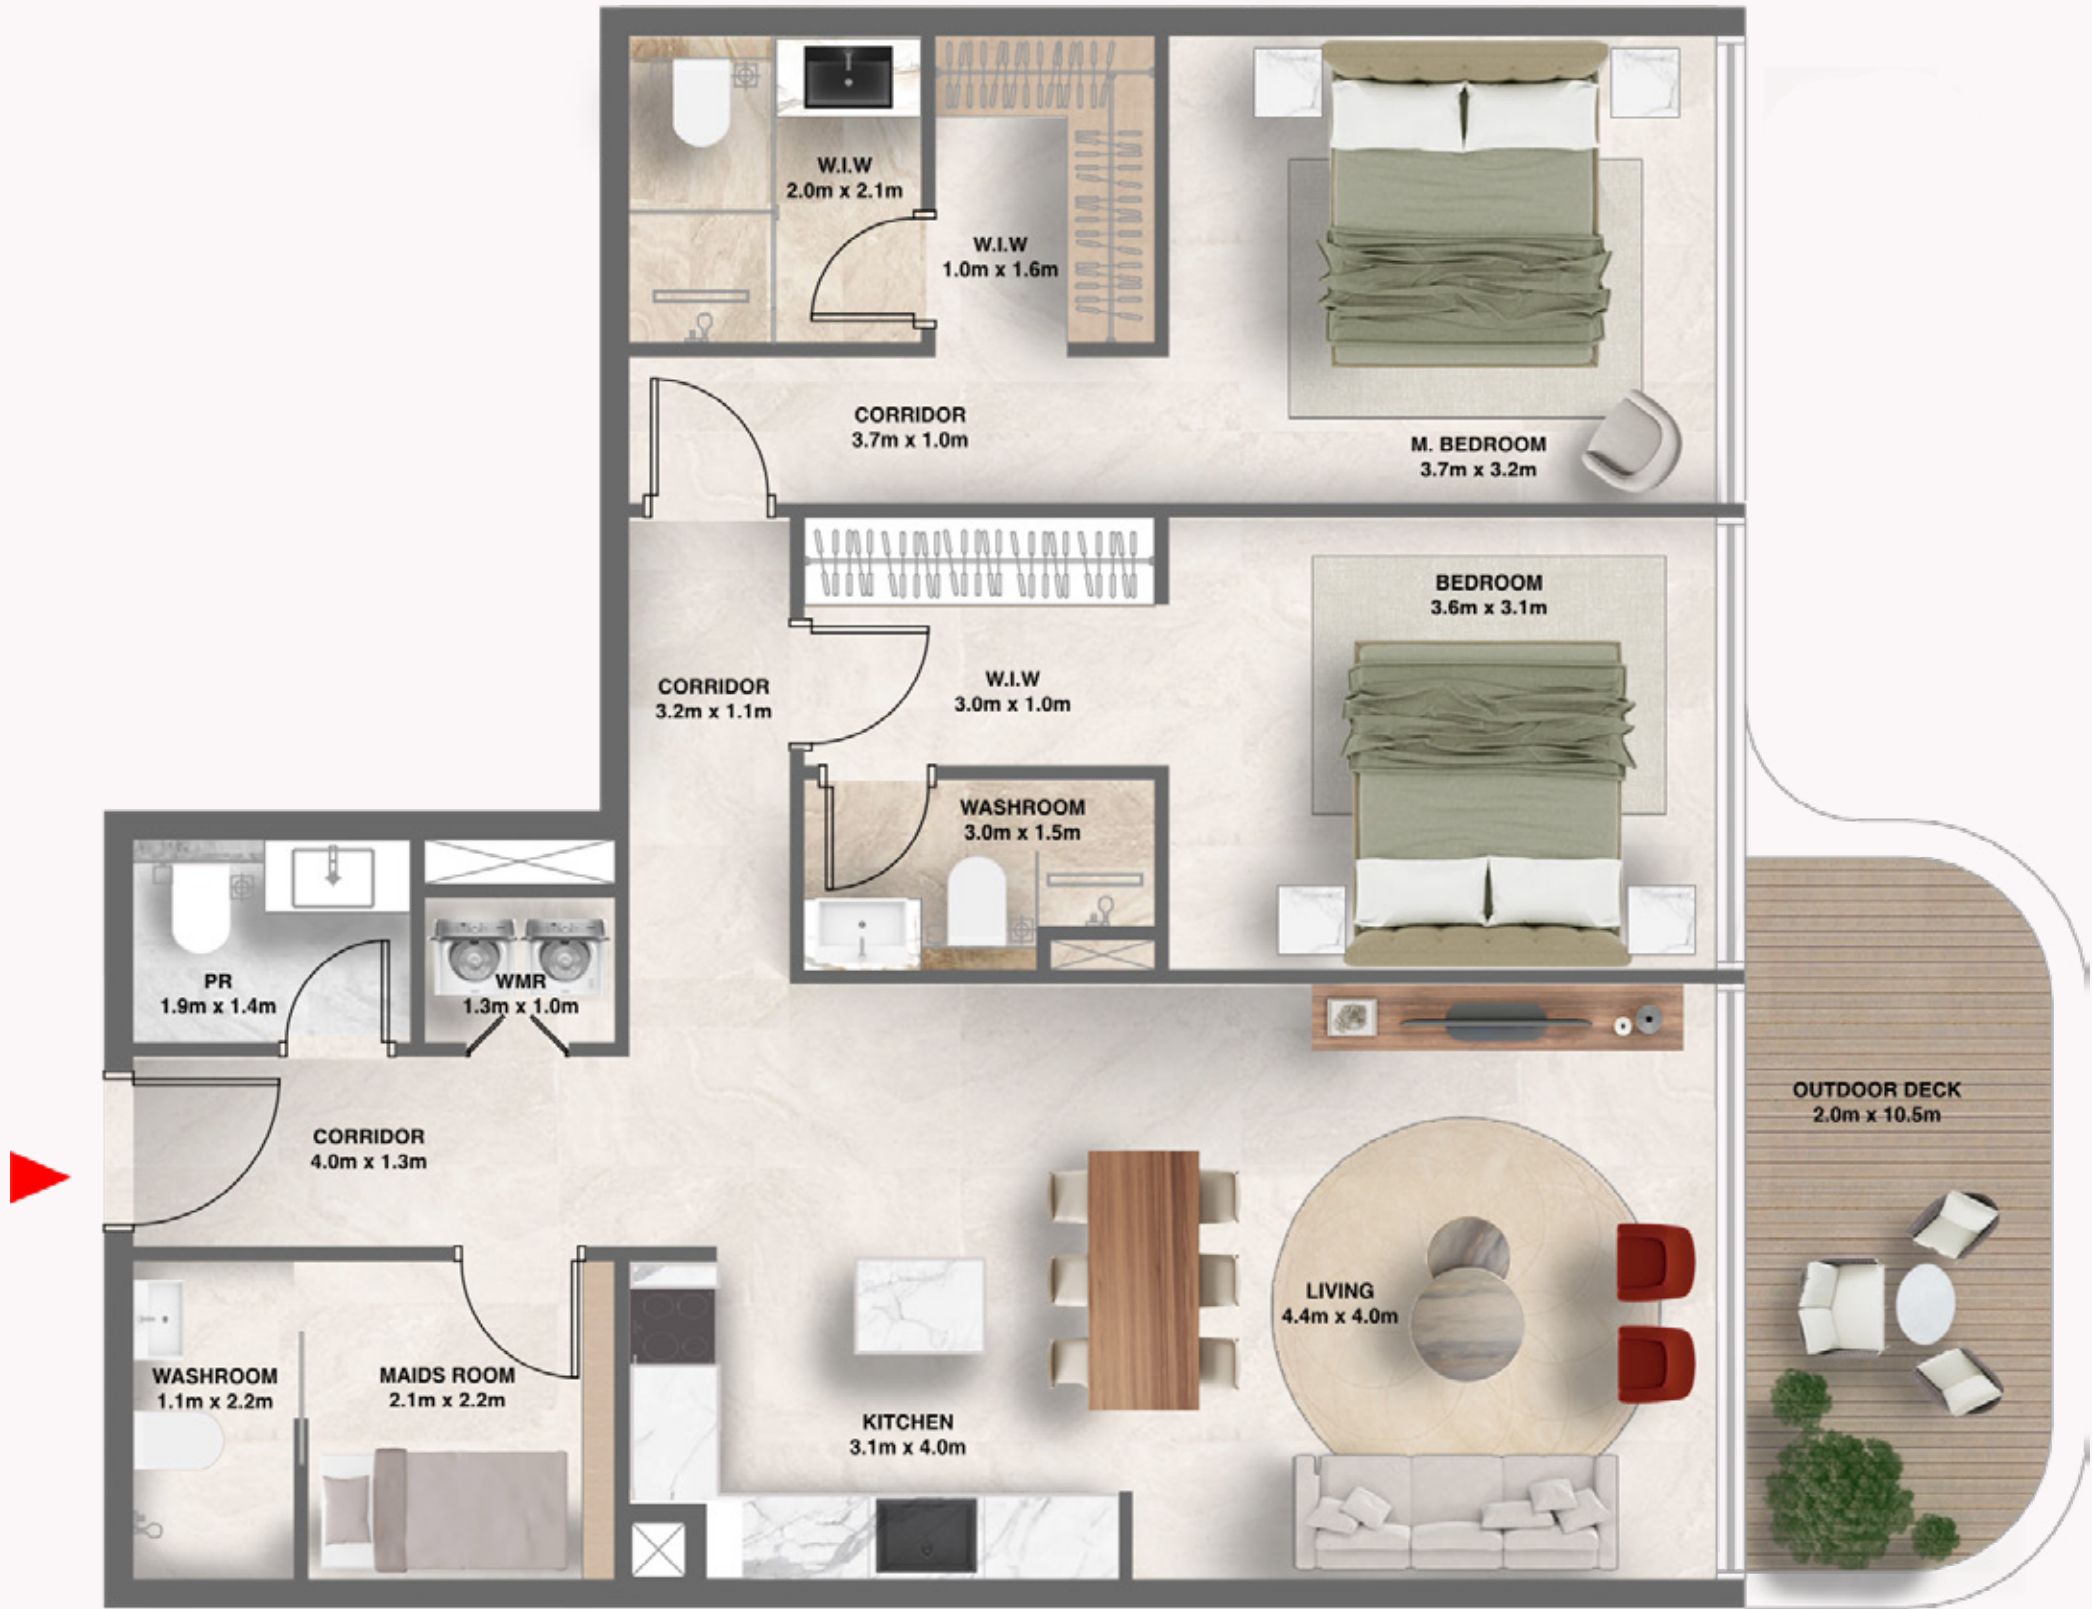 W.I.W
2.0m x 2.1m
W.I.W
1.0m x 1.6m
CORRIDOR
3.7m x 1.0m
M. BEDROOM
3.7m x 3.2m
BEDROOM
3.6m x 3.1m
CORRIDOR
3.2m x 1.1m
W.I.W
3.0m x 1.0m
WASHROOM
3.0m x 1.5m
PR
1.9m x 1.4m
WMR
1.3m x 1.0m
OUTDOOR DECK
2.0m x 10.5m
CORRIDOR
4.0m x 1.3m
LIVING
4.4m x 4.0m
WASHROOM
1.1m x 2.2m
MAIDS ROOM
2.1m x 2.2m
KITCHEN
3.1m x 4.0m